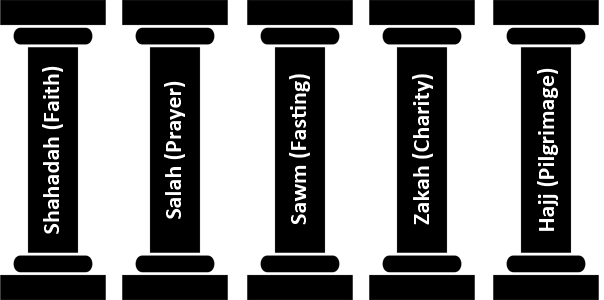 Shahadah (Faith)
Salah (Prayer)
Sawm (Fasting)
Zakah (Charity)
Hajj (Pilgrimage)